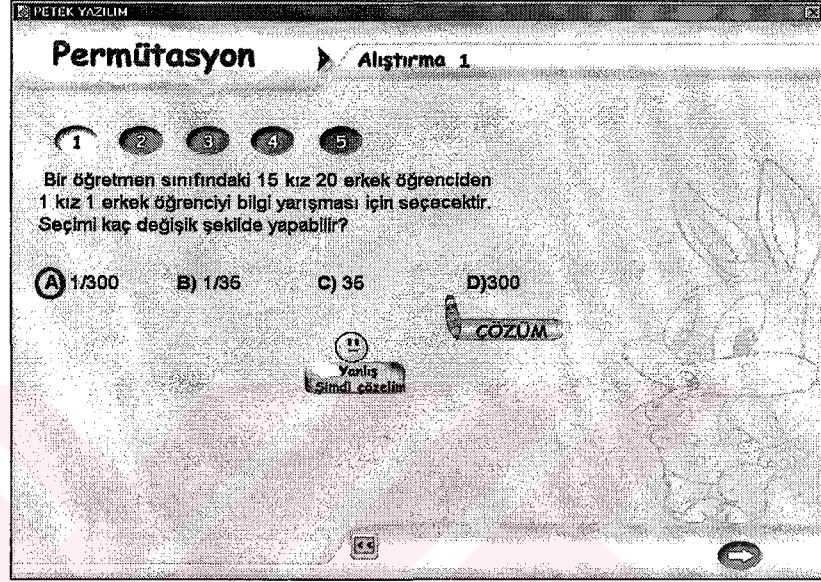 PETEK YAZILIM
Permütasyon
Alıştırma 1
1 2 3 4 5
Bir öğretmen sınıfındaki 15 kız 20 erkek öğrenciden
1 kız 1 erkek öğrenciyi bilgi yarışması için seçecektir.
Seçimi kaç değişik şekilde yapabilir?
A) 1/300 B) 1/35 C) 35 D)300
ÇÖZÜM
Yanlış
Şimdi çözelim